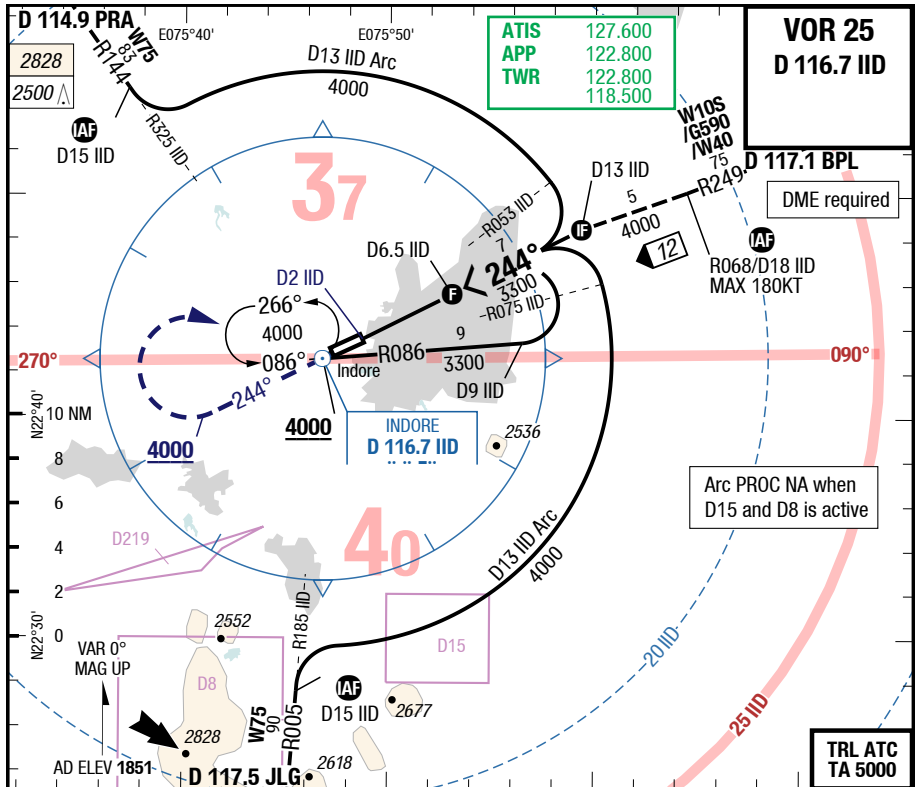 D 114.9 PRA
E075°40'
E075°50'
W75
83
R144
2828
2500
IAF
D15 IID
R325 IID
D13 IID Arc
4000
ATIS 127.600
APP 122.800
TWR 122.800
118.500
VOR 25
D 116.7 IID
W10S
/G590
/W40
75
R249
D 117.1 BPL
DME required
IF
D13 IID
5
4000
12
IAF
R068/D18 IID
MAX 180KT
37
R053 IID
7
244°
3300
R075 IID
D6.5 IID
F
D2 IID
266°
4000
086°
Indore
R086
9
3300
D9 IID
270°
090°
244°
4000
4000
INDORE
D 116.7 IID
2536
N22°40'
10 NM
8
6
4
2
0
N22°30'
D219
40
D13 IID Arc
4000
Arc PROC NA when
D15 and D8 is active
R185 IID
2552
D15
VAR 0°
MAG UP
D8
IAF
D15 IID
2677
W75
90
R005
2828
AD ELEV 1851
D 117.5 JLG
2618
20 IID
25 IID
TRL ATC
TA 5000